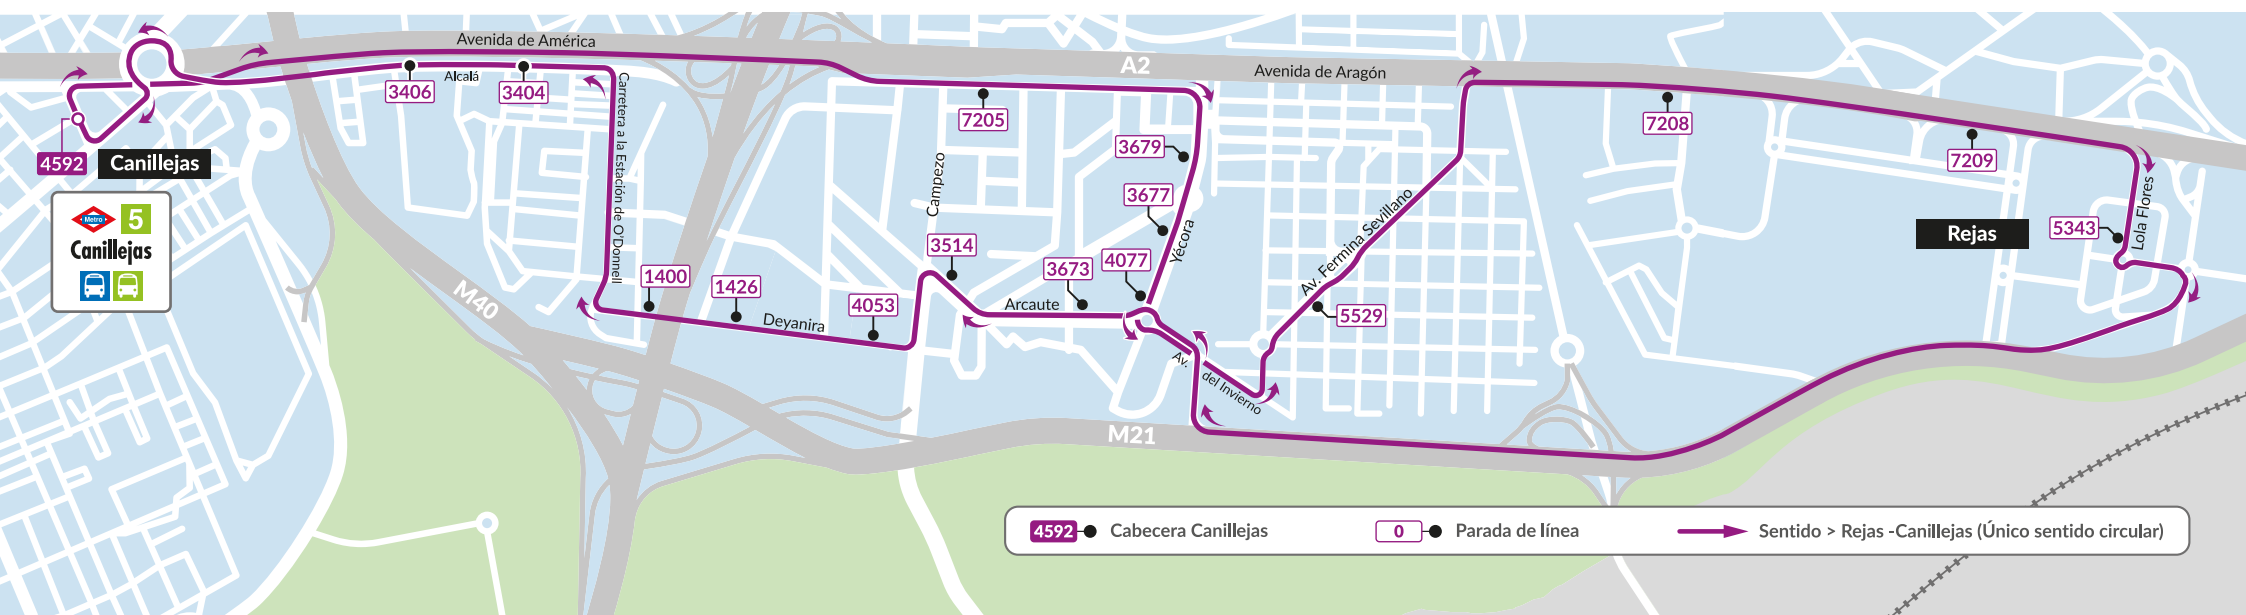 Avenida de América
A2
Avenida de Aragón
Alcalá
3406
3404
7205
7208
7209
4592
Canillejas
Metro
5
Canillejas
Carretera a la Estación de O'Donnell
Campezo
3679
3677
Yécora
Av. Fermina Sevillano
Lola Flores
5343
Rejas
M40
1400
1426
Deyanira
4053
3514
3673
4077
Arcaute
5529
Av. del Invierno
M21
4592 Cabecera Canillejas
0 Parada de línea
Sentido > Rejas -Canillejas (Único sentido circular)